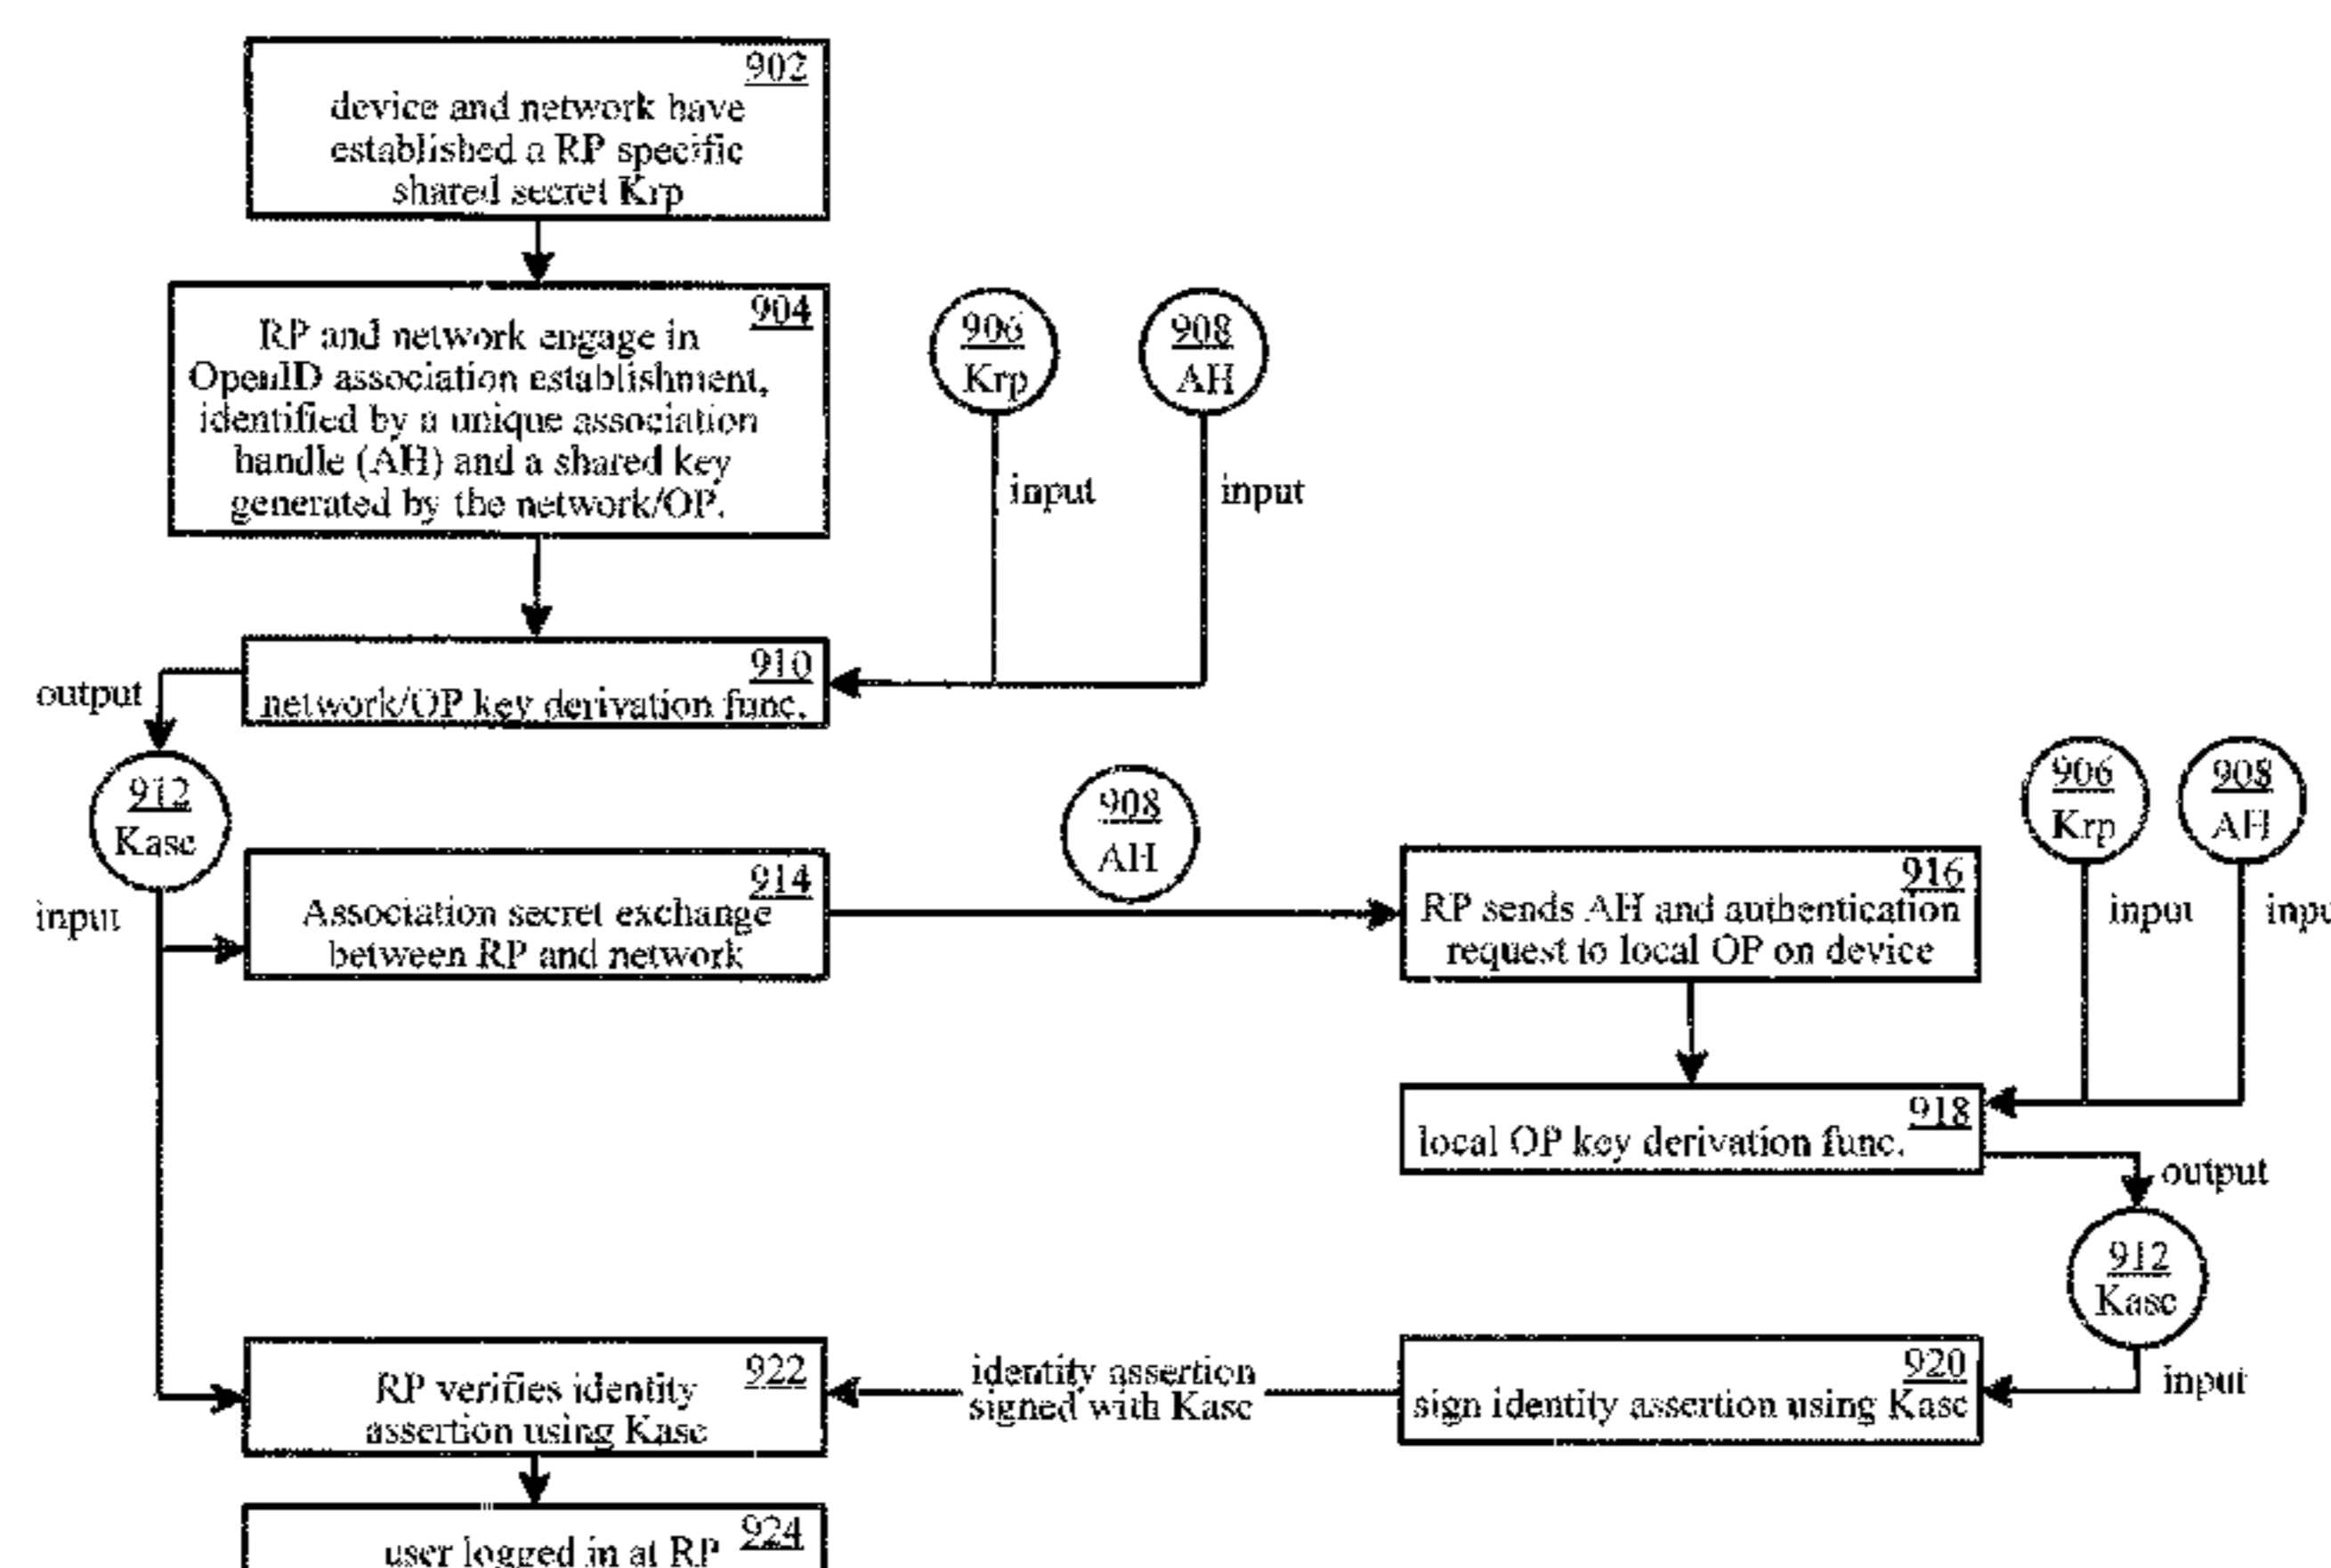 902
device and network have
established a RP specific
shared secret Krp
904
RP and network engage in
OpenID association establishment,
identified by a unique association
handle (AH) and a shared key
generated by the network/OP.
906
Krp
908
AH
input
input
910
network/OP key derivation func.
output
912
Kasc
input
914
Association secret exchange
between RP and network
908
AH
916
RP sends AH and authentication
request to local OP on device
906
Krp
908
AH
input
inpu
918
local OP key derivation func.
output
912
Kasc
input
920
sign identity assertion using Kasc
identity assertion
signed with Kasc
922
RP verifies identity
assertion using Kasc
924
user logged in at RP